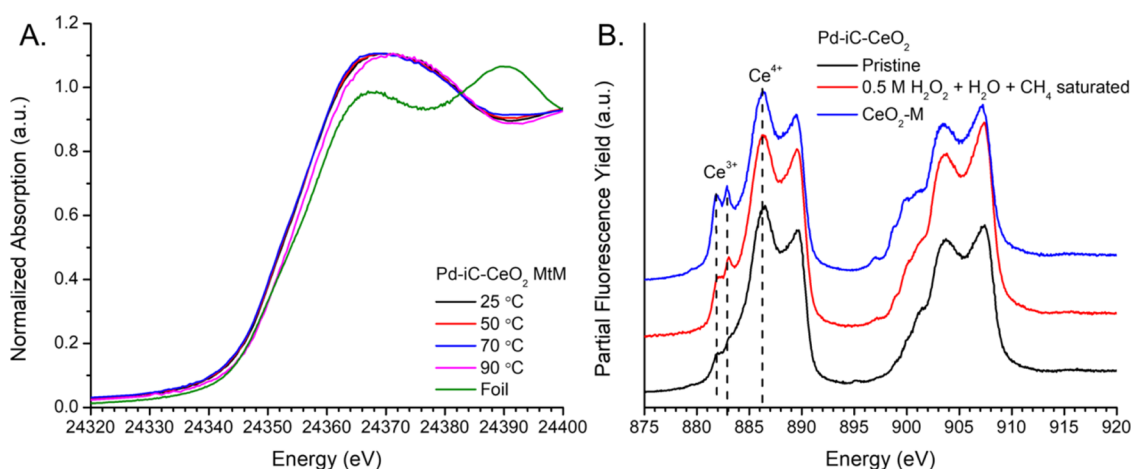 A.
Normalized Absorption (a.u.)
1.2
1.0
0.8
0.6
0.4
0.2
0.0
Pd-iC-CeO₂ MtM
25 °C
50 °C
70 °C
90 °C
Foil
24320 24330 24340 24350 24360 24370 24380 24390 24400
Energy (eV)
B.
Partial Fluorescence Yield (a.u.)
Pd-iC-CeO₂
Pristine
0.5 M H₂O₂ + H₂O + CH₄ saturated
CeO₂-M
Ce⁴⁺
Ce³⁺
875 880 885 890 895 900 905 910 915 920
Energy (eV)